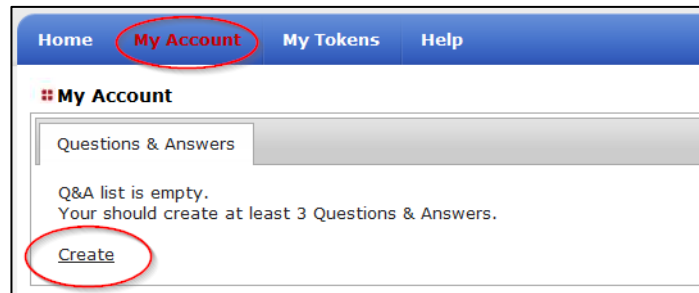 Home My Account My Tokens Help
My Account
Questions & Answers
Q&A list is empty.
Your should create at least 3 Questions & Answers.
Create